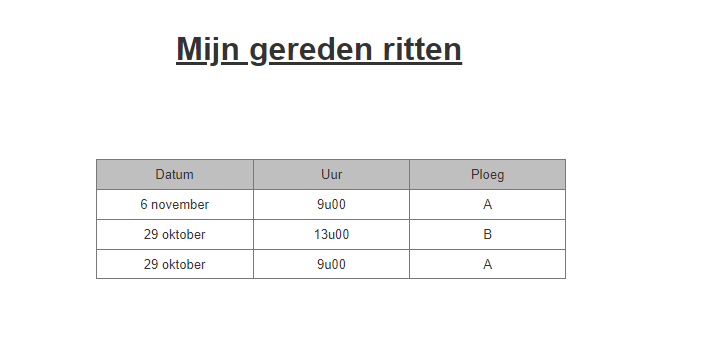 Mijn gereden ritten
Datum Uur Ploeg
6 november 9u00 A
29 oktober 13u00 B
29 oktober 9u00 A